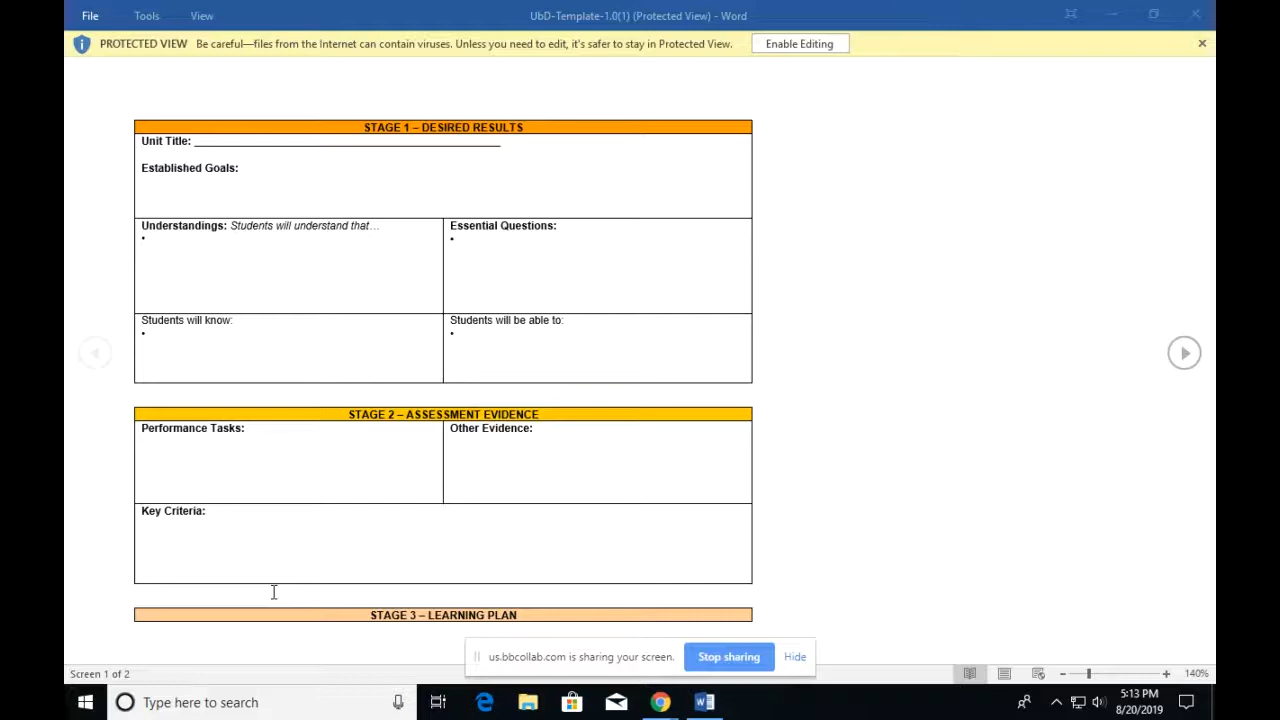 File Tools View UbD-Template-1.0(1) (Protected View) - Word
PROTECTED VIEW Be careful—files from the Internet can contain viruses. Unless you need to edit, it's safer to stay in Protected View. Enable Editing
STAGE 1 – DESIRED RESULTS
Unit Title: ____________________________________________
Established Goals:
Understandings: Students will understand that…
•
Essential Questions:
•
Students will know:
•
Students will be able to:
•
STAGE 2 – ASSESSMENT EVIDENCE
Performance Tasks:
Other Evidence:
Key Criteria:
STAGE 3 – LEARNING PLAN
us.bbcollab.com is sharing your screen. Stop sharing Hide
Screen 1 of 2
140%
Type here to search
5:13 PM
8/20/2019